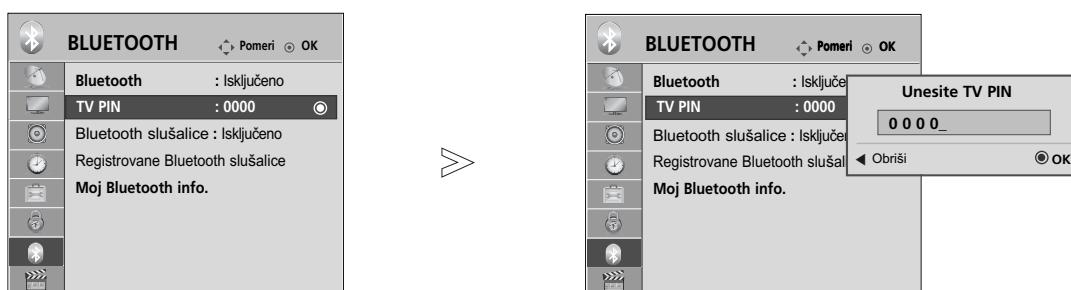 BLUETOOTH Pomeri OK
Bluetooth : Isključeno
TV PIN : 0000
Bluetooth slušalice : Isključeno
Registrovane Bluetooth slušalice
Moj Bluetooth info.
BLUETOOTH Pomeri OK
Bluetooth : Isključe
TV PIN : 0000
Bluetooth slušalice : Isključe
Registrovane Bluetooth slušal
Moj Bluetooth info.
Unesite TV PIN
0 0 0 0_
Obriši OK